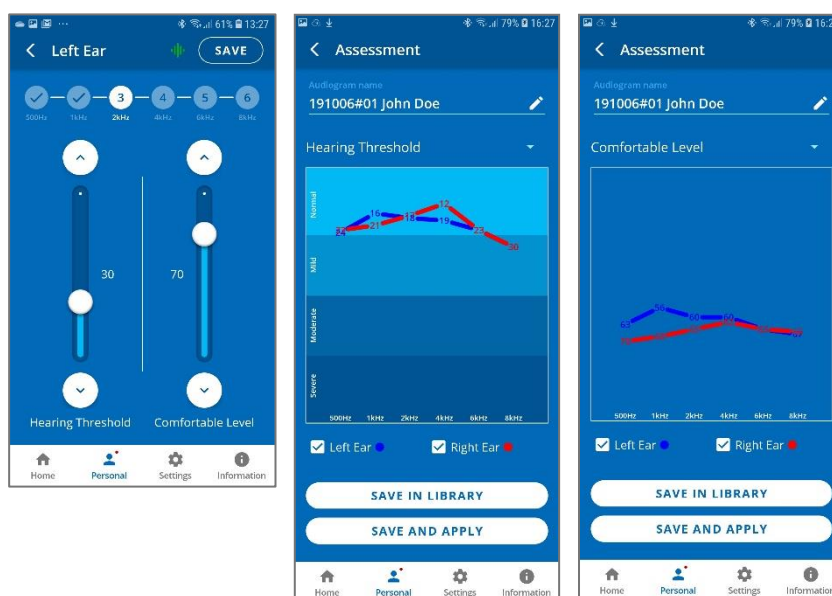 61% 13:27
Left Ear
SAVE
3 4 5 6
500Hz 1kHz 2kHz 4kHz 6kHz 8kHz
30 70
Hearing Threshold Comfortable Level
Home Personal Settings Information
79% 16:27
Assessment
Audiogram name
191006#01 John Doe
Hearing Threshold
Normal
Mild
Moderate
Severe
16 12
21 18 19 23
30
500Hz 1kHz 2kHz 4kHz 6kHz 8kHz
Left Ear Right Ear
SAVE IN LIBRARY
SAVE AND APPLY
Home Personal Settings Information
79%
Assessment
Audiogram name
191006#01 John Doe
Comfortable Level
56
63 60 60
500Hz 1kHz 2kHz 4kHz 6kHz 8kHz
Left Ear Right Ear
SAVE IN LIBRARY
SAVE AND APPLY
Home Personal Settings